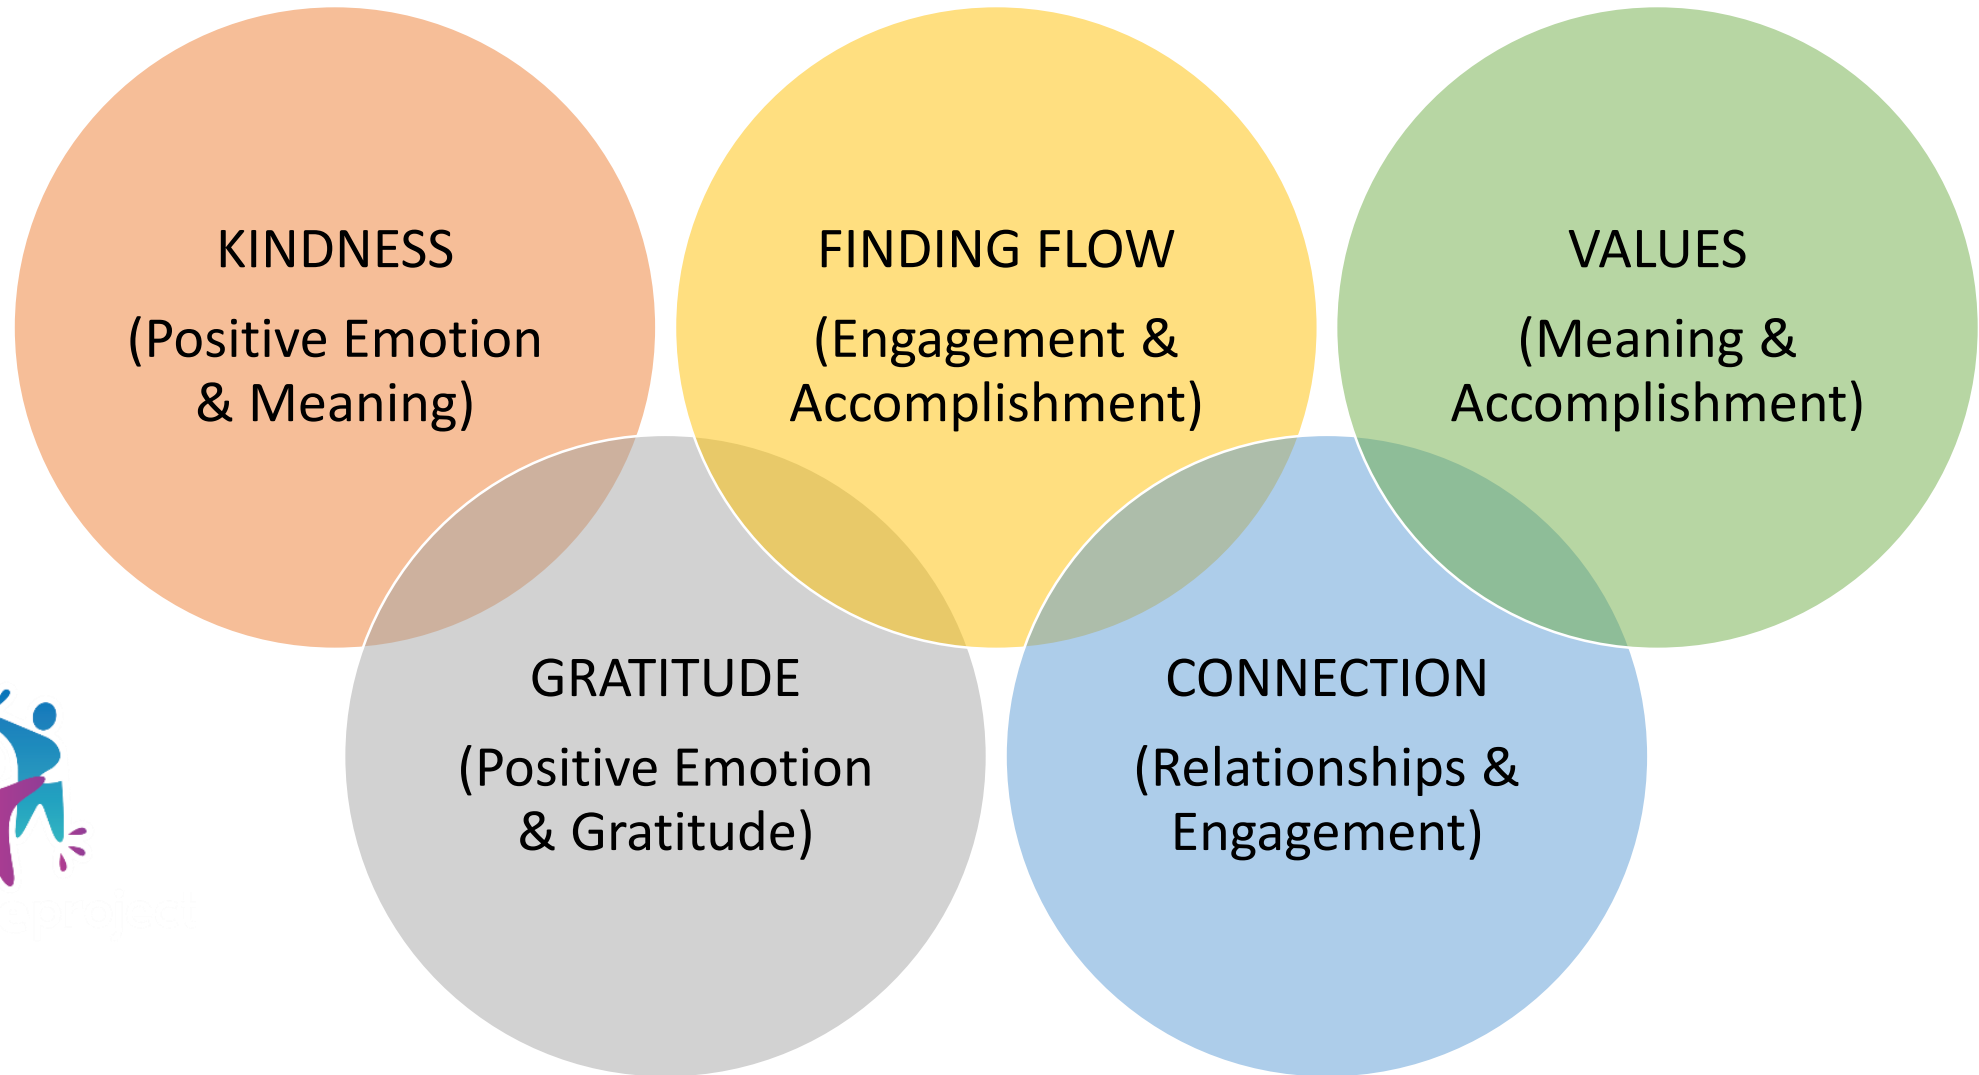 KINDNESS
(Positive Emotion
& Meaning)
FINDING FLOW
(Engagement &
Accomplishment)
VALUES
(Meaning &
Accomplishment)
GRATITUDE
(Positive Emotion
& Gratitude)
CONNECTION
(Relationships &
Engagement)